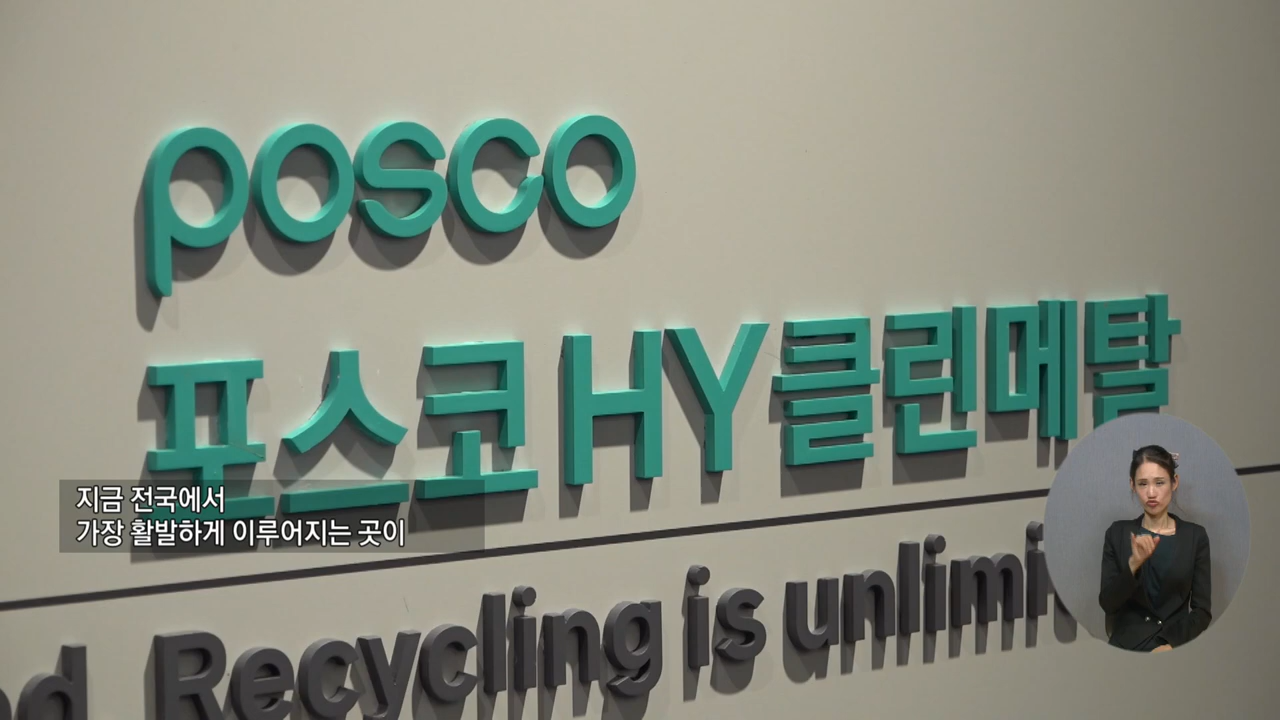 posco
포스코HY클린메탈
지금 전국에서
가장 활발하게 이루어지는 곳이
Recycling is